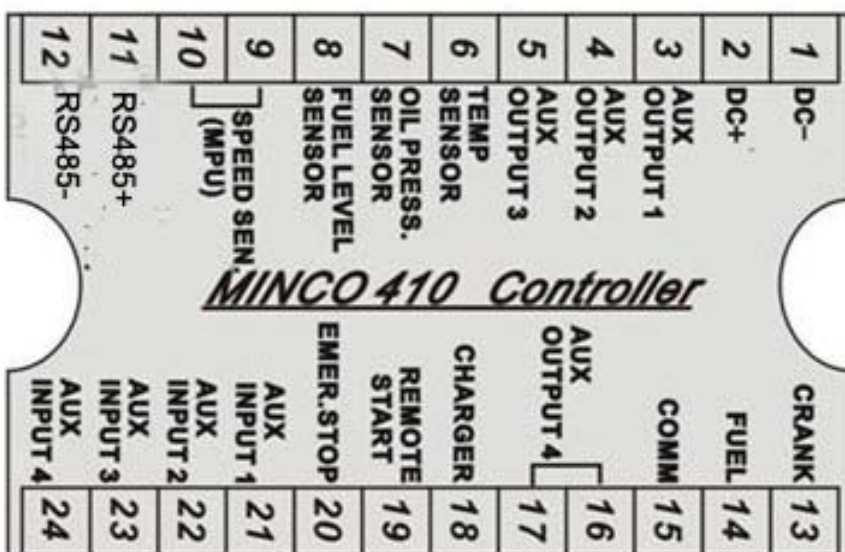 12 11 10 9 8 7 6 5 4 3 2 1
RS485-
RS485+
SPEED SEN.
(MPU)
FUEL LEVEL
SENSOR
OIL PRESS.
SENSOR
TEMP
SENSOR
AUX
OUTPUT 3
AUX
OUTPUT 2
AUX
OUTPUT 1
DC+
DC-
MINCO 410 Controller
AUX
INPUT 4
AUX
INPUT 3
AUX
INPUT 2
AUX
INPUT 1
EMER.STOP
REMOTE
START
CHARGER
AUX
OUTPUT 4
COMM
FUEL
CRANK
24 23 22 21 20 19 18 17 16 15 14 13